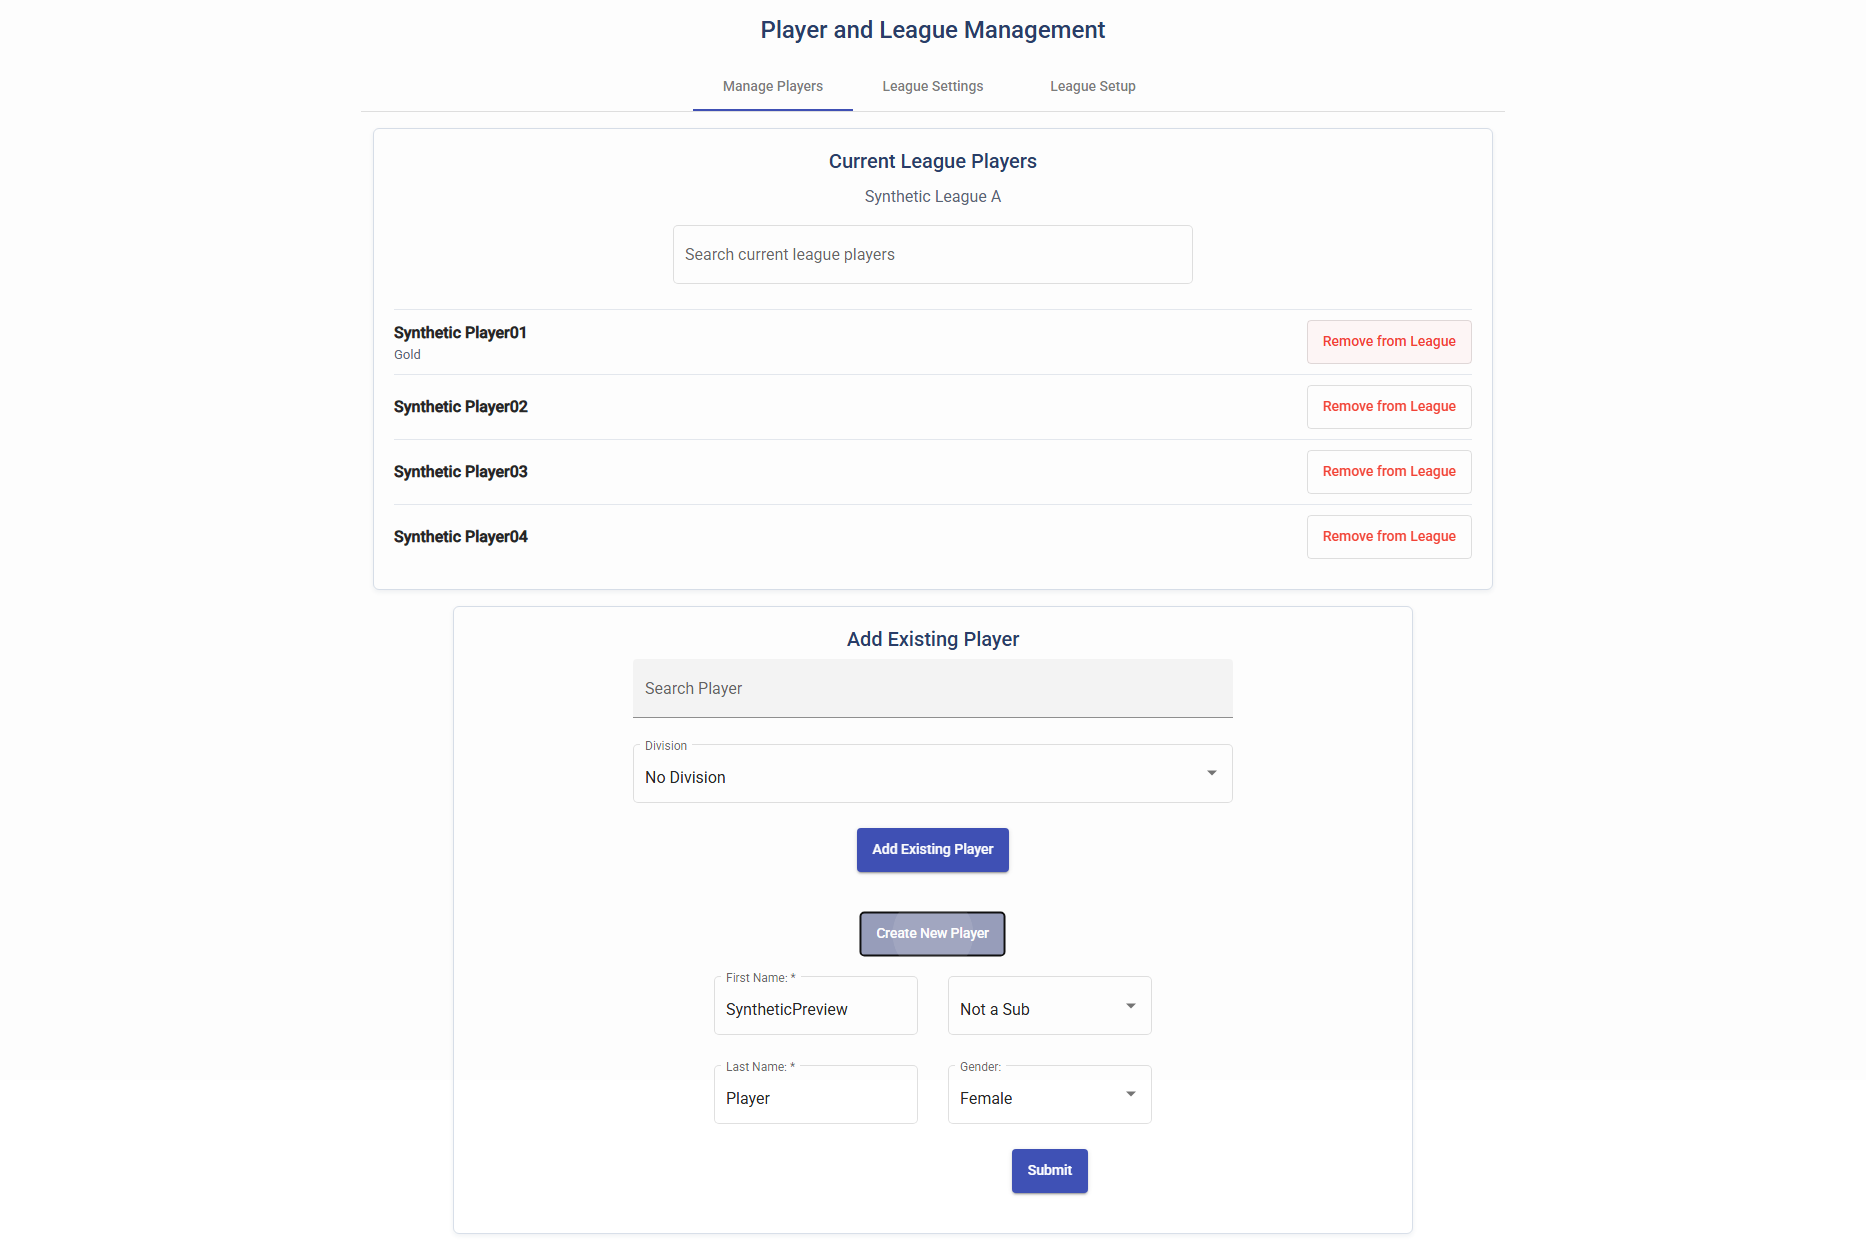 Player and League Management
Manage Players League Settings League Setup
Current League Players
Synthetic League A
Search current league players
Synthetic Player01
Gold
Remove from League
Synthetic Player02
Remove from League
Synthetic Player03
Remove from League
Synthetic Player04
Remove from League
Add Existing Player
Search Player
Division
No Division
Add Existing Player
Create New Player
First Name: *
SyntheticPreview
Not a Sub
Last Name: *
Player
Gender:
Female
Submit